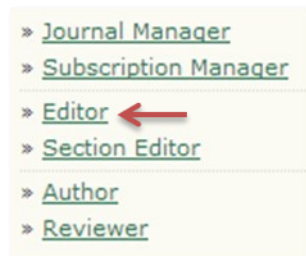 » Journal Manager
» Subscription Manager
» Editor
» Section Editor
» Author
» Reviewer